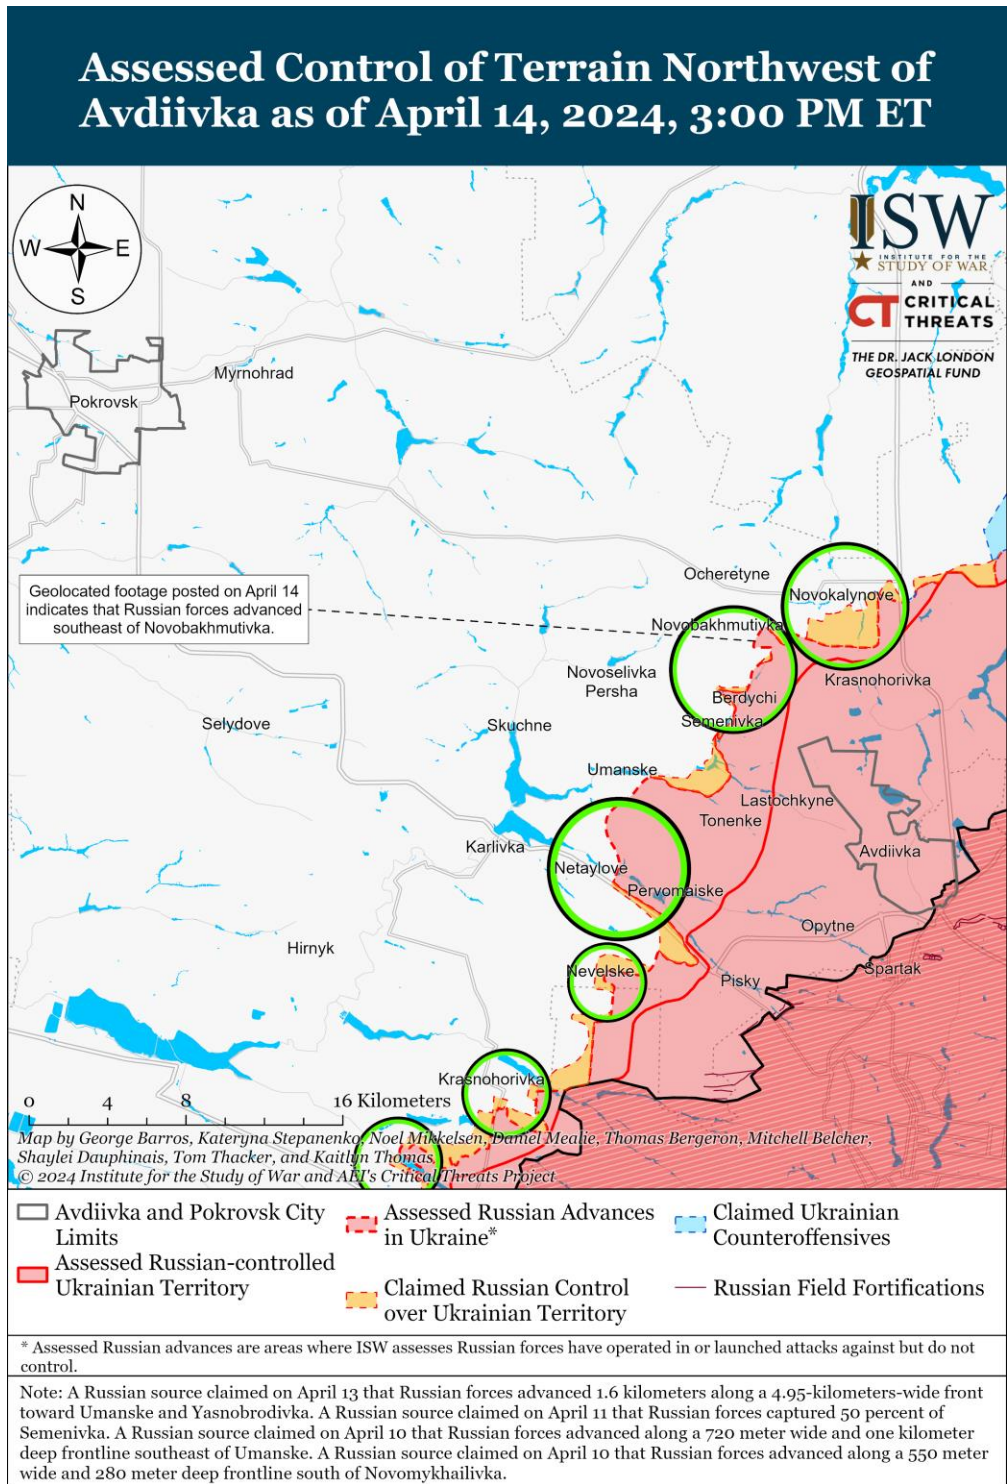 Assessed Control of Terrain Northwest of
Avdiivka as of April 14, 2024, 3:00 PM ET
N
W
E
S
ISW
INSTITUTE FOR THE
STUDY OF WAR
AND
CT CRITICAL
THREATS
THE DR. JACK LONDON
GEOSPATIAL FUND
Myrnohrad
Pokrovsk
Geolocated footage posted on April 14
indicates that Russian forces advanced
southeast of Novobakhmutivka.
Ocheretyne
Novokalynove
Novobakhmutivka
Novoselivka
Persha
Krasnohorivka
Berdychi
Semenivka
Selydove
Skuchne
Umanske
Lastochkyne
Tonenke
Karlivka
Avdiivka
Netaylove
Pervomaiske
Opytne
Hirnyk
Nevelske
Spartak
Pisky
Krasnohorivka
0 4 8 16 Kilometers
Map by George Barros, Kateryna Stepanenko, Noel Mikkelsen, Daniel Mealie, Thomas Bergeron, Mitchell Belcher,
Shaylei Dauphinais, Tom Thacker, and Kaitlyn Thomas
© 2024 Institute for the Study of War and AEI's Critical Threats Project
Avdiivka and Pokrovsk City
Limits
Assessed Russian-controlled
Ukrainian Territory
Assessed Russian Advances
in Ukraine*
Claimed Russian Control
over Ukrainian Territory
Claimed Ukrainian
Counteroffensives
Russian Field Fortifications
* Assessed Russian advances are areas where ISW assesses Russian forces have operated in or launched attacks against but do not
control.
Note: A Russian source claimed on April 13 that Russian forces advanced 1.6 kilometers along a 4.95-kilometers-wide front
toward Umanske and Yasnobrodivka. A Russian source claimed on April 11 that Russian forces captured 50 percent of
Semenivka. A Russian source claimed on April 10 that Russian forces advanced along a 720 meter wide and one kilometer
deep frontline southeast of Umanske. A Russian source claimed on April 10 that Russian forces advanced along a 550 meter
wide and 280 meter deep frontline south of Novomykhailivka.